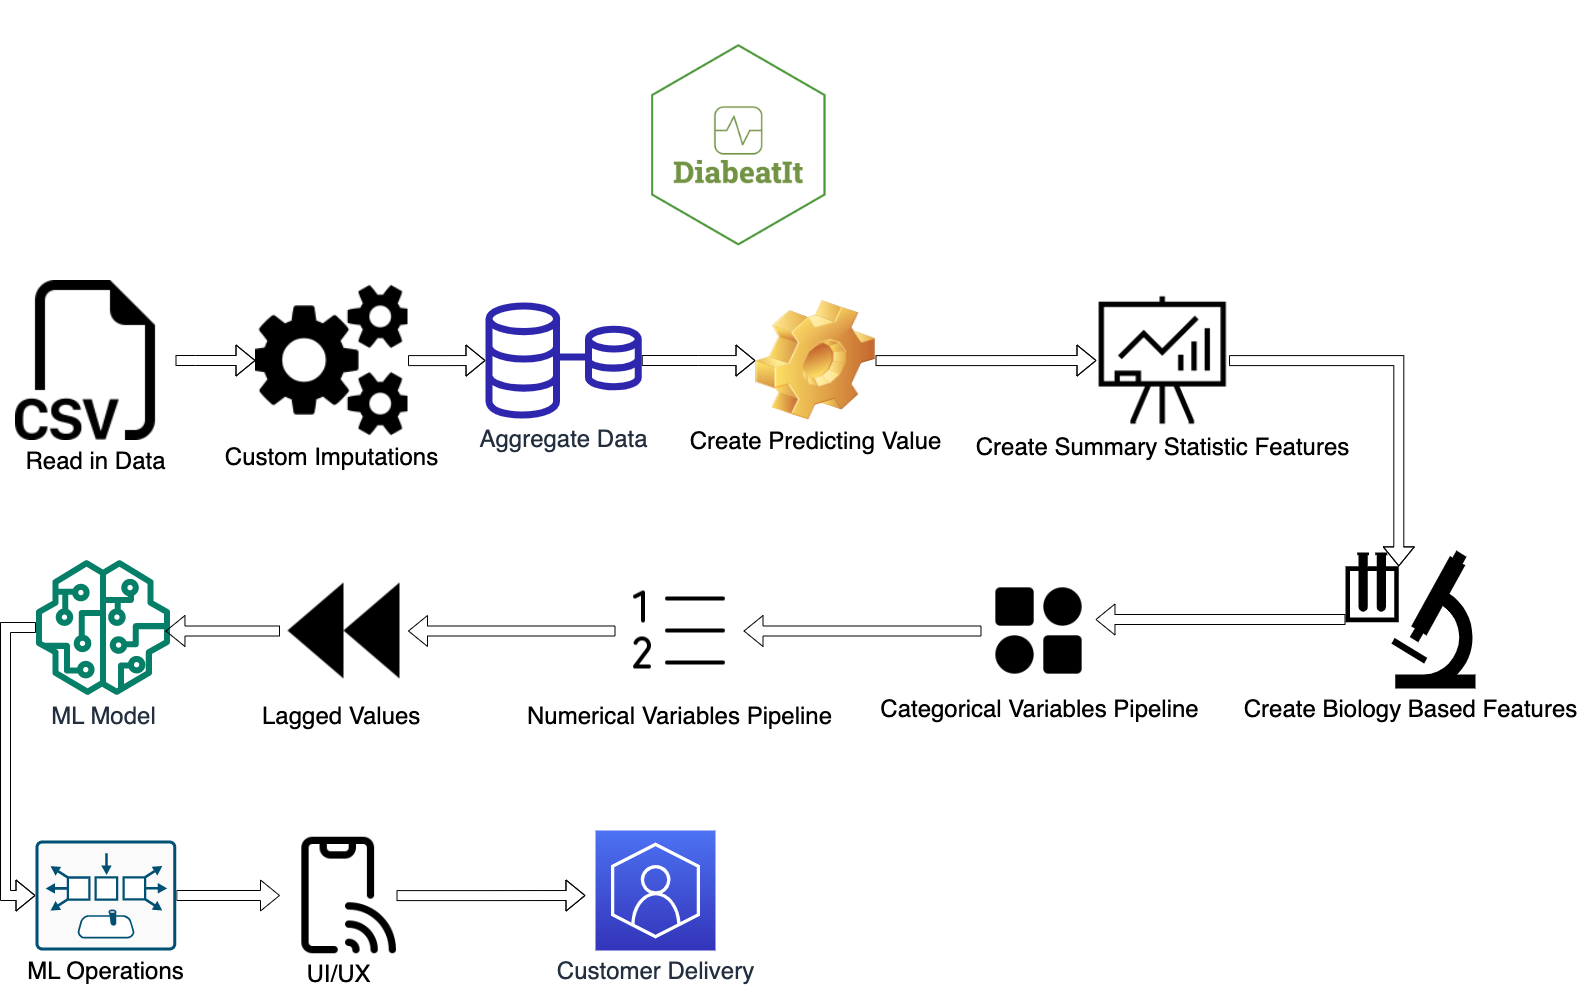 DiabeatIt
CSV
Read in Data
Custom Imputations
Aggregate Data
Create Predicting Value
Create Summary Statistic Features
ML Model
Lagged Values
1
2
Numerical Variables Pipeline
Categorical Variables Pipeline
Create Biology Based Features
ML Operations
UI/UX
Customer Delivery